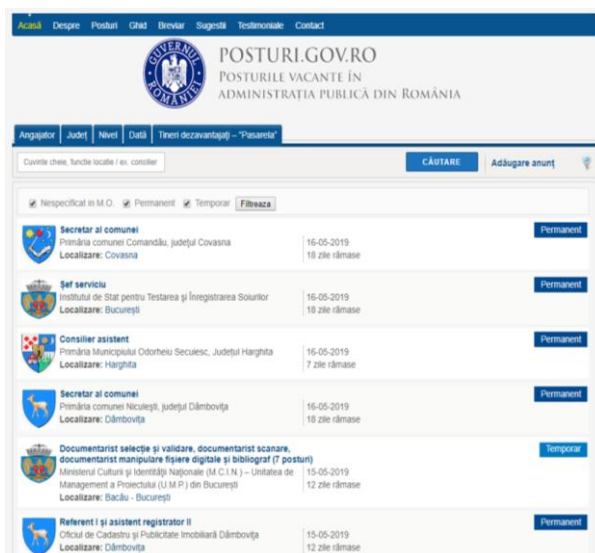 Acasă Despre Posturi Ghid Breviar Sugestii Testimoniale Contact
GUVERNUL ROMÂNIEI
POSTURI.GOV.RO
POSTURILE VACANTE ÎN
ADMINISTRAȚIA PUBLICĂ DIN ROMÂNIA
Angajator Județ Nivel Dată Tineri dezavantajați – "Pasarela"
Cuvinte cheie, functie locatie / ex. consilier CĂUTARE Adăugare anunț
Nespecificat in M.O. Permanent Temporar Filtreaza
Secretar al comunei Permanent
Primăria comunei Comandău, județul Covasna 16-05-2019
Localizare: Covasna 18 zile rămase
Șef serviciu Permanent
Institutul de Stat pentru Testarea și Înregistrarea Soiurilor 16-05-2019
Localizare: București 18 zile rămase
Consilier asistent Permanent
Primăria Municipiului Odorheiu Secuiesc, Județul Harghita 16-05-2019
Localizare: Harghita 7 zile rămase
Secretar al comunei Permanent
Primăria comunei Niculești, județul Dâmbovița 16-05-2019
Localizare: Dâmbovița 18 zile rămase
Documentarist selecție și validare, documentarist scanare, Temporar
documentarist manipulare fișiere digitale și bibliograf (7 posturi)
Ministerul Culturii și Identității Naționale (M.C.I.N.) – Unitatea de 15-05-2019
Management a Proiectului (U.M.P.) din București 12 zile rămase
Localizare: Bacău - București
Referent I și asistent registrator II Permanent
Oficiul de Cadastru și Publicitate Imobiliară Dâmbovița 15-05-2019
Localizare: Dâmbovița 12 zile rămase